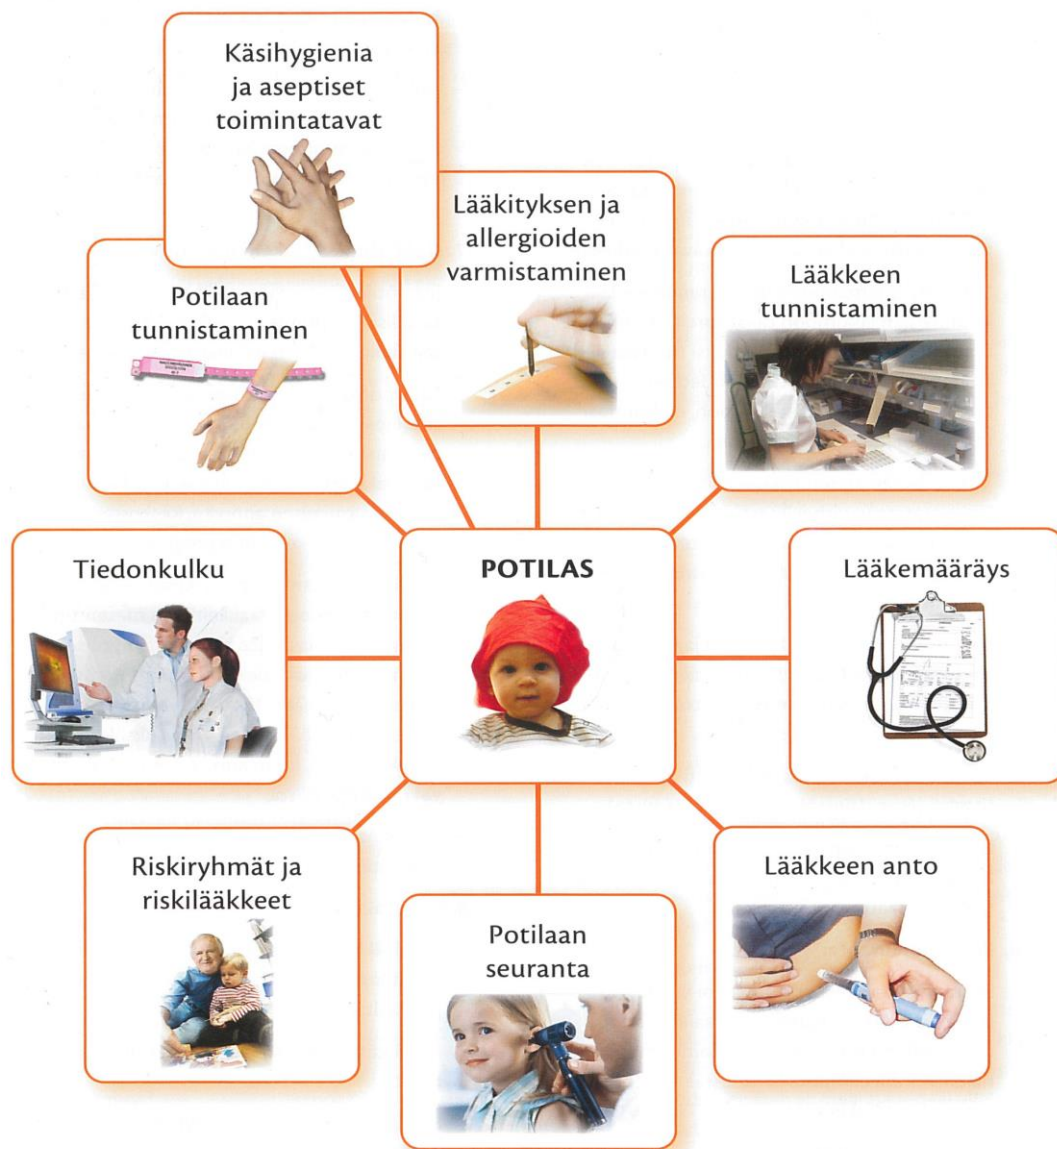 Käsihygienia
ja aseptiset
toimintatavat
Lääkityksen ja
allergioiden
varmistaminen
Lääkkeen
tunnistaminen
Potilaan
tunnistaminen
Tiedonkulku
POTILAS
Lääkemääräys
Riskiryhmät ja
riskilääkkeet
Potilaan
seuranta
Lääkkeen anto